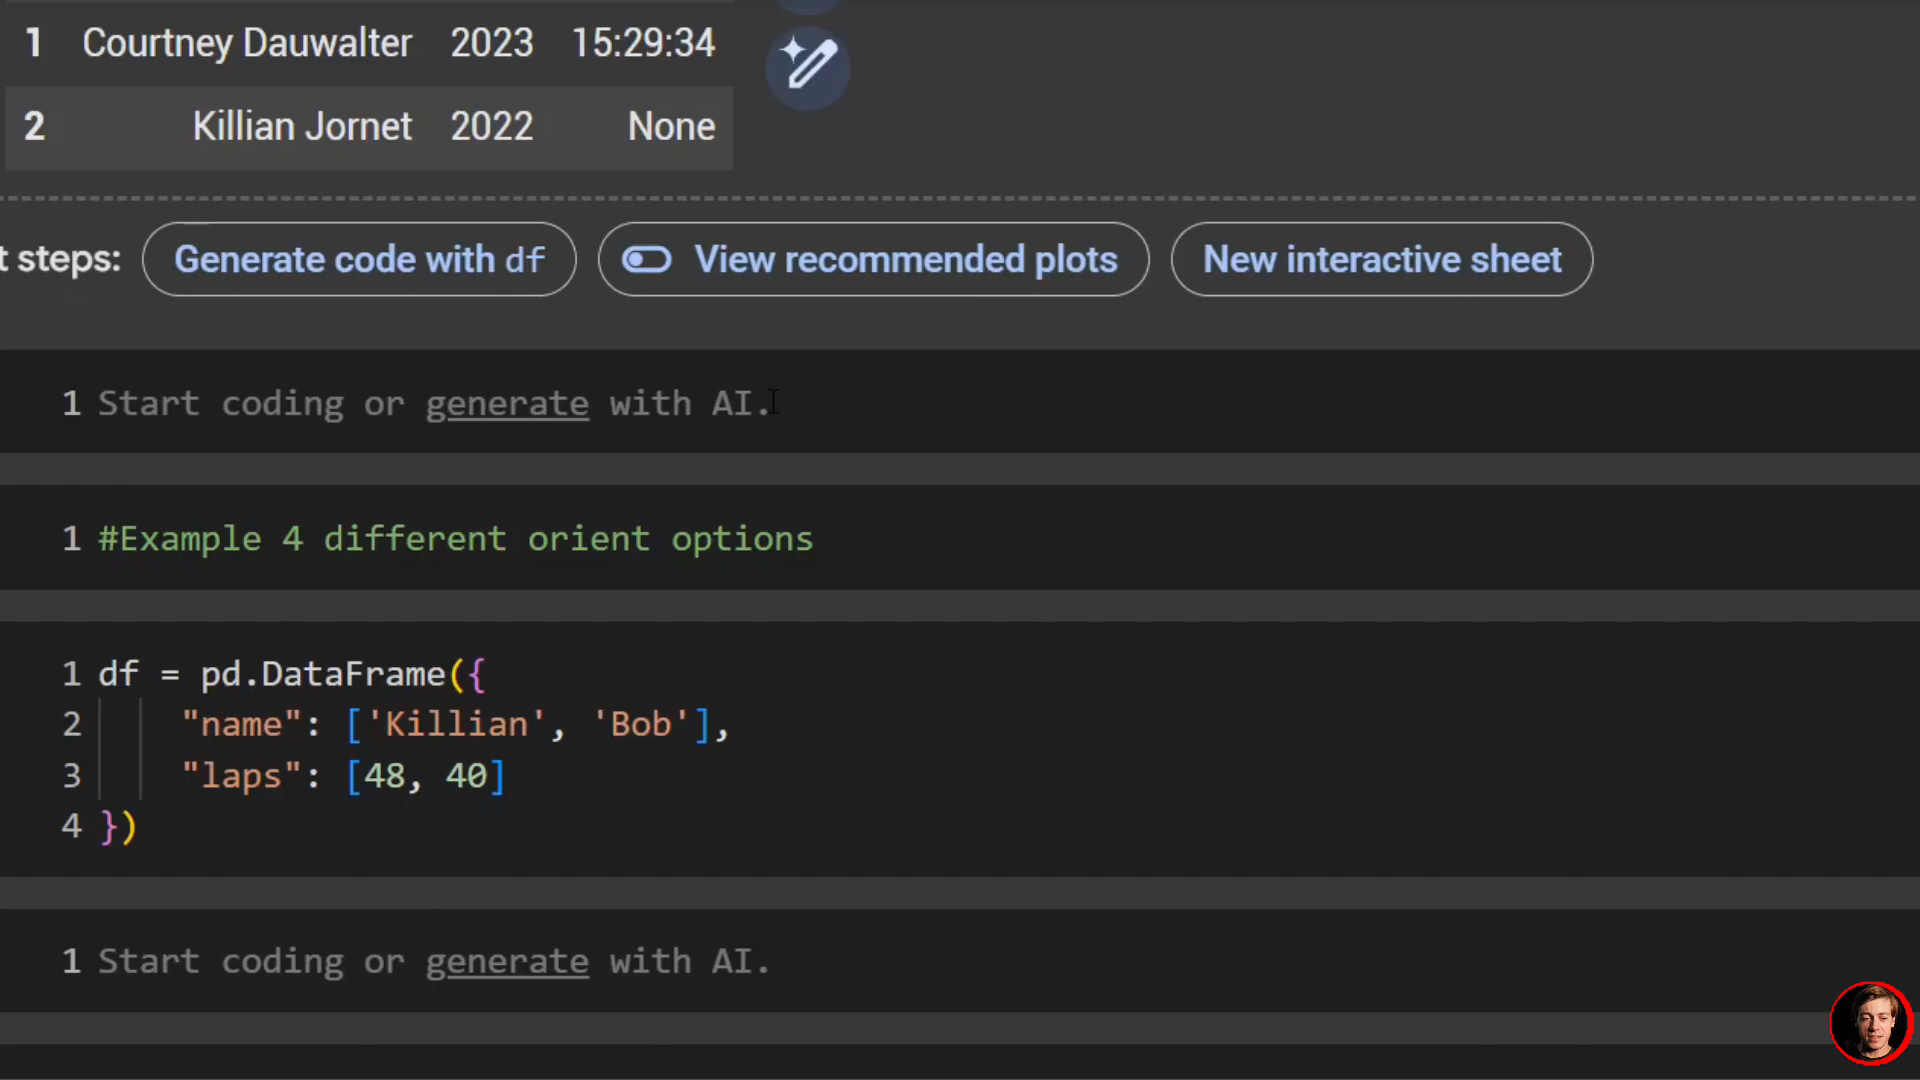 1 Courtney Dauwalter 2023 15:29:34
2 Killian Jornet 2022 None
t steps: Generate code with df View recommended plots New interactive sheet
1 Start coding or generate with AI.
1 #Example 4 different orient options
1 df = pd.DataFrame({
2 "name": ['Killian', 'Bob'],
3 "laps": [48, 40]
4 })
1 Start coding or generate with AI.